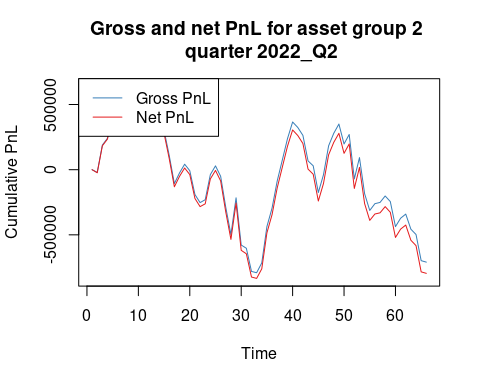 Gross and net PnL for asset group 2
quarter 2022_Q2
Gross PnL
Net PnL
Cumulative PnL
500000
0
-500000
0 10 20 30 40 50 60
Time